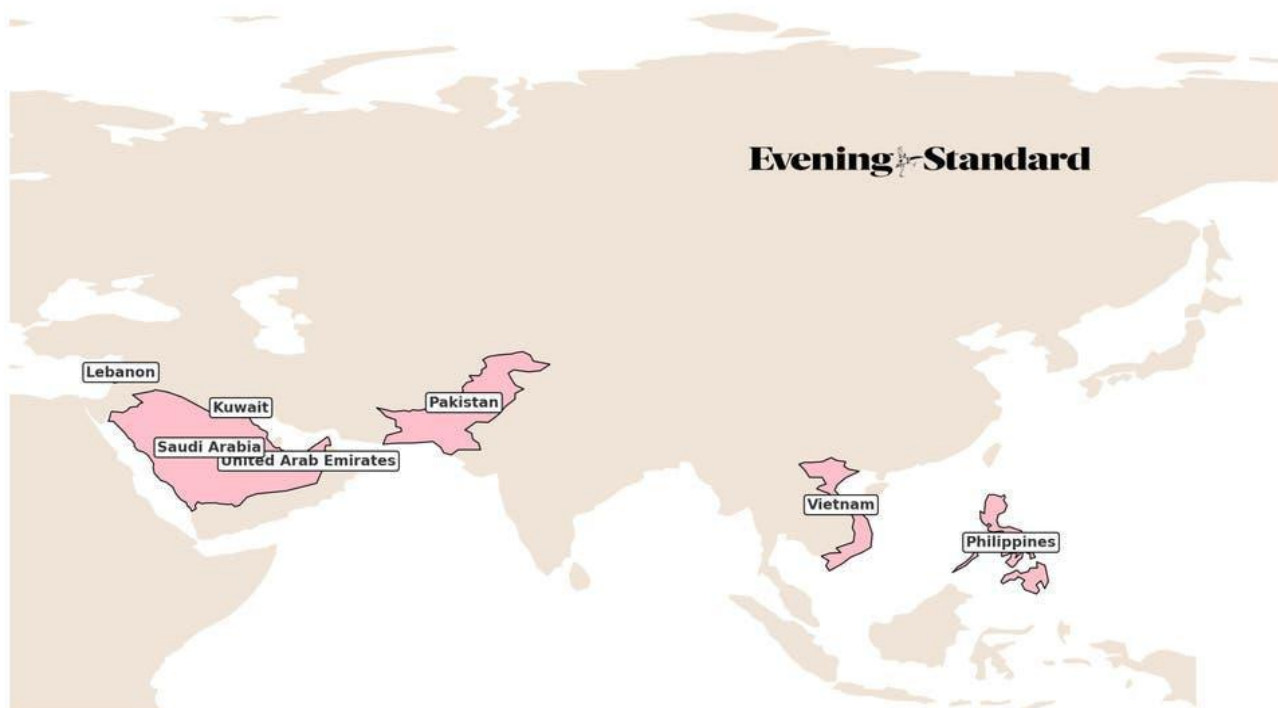 Evening Standard
Lebanon
Pakistan
Kuwait
Saudi Arabia
United Arab Emirates
Vietnam
Philippines